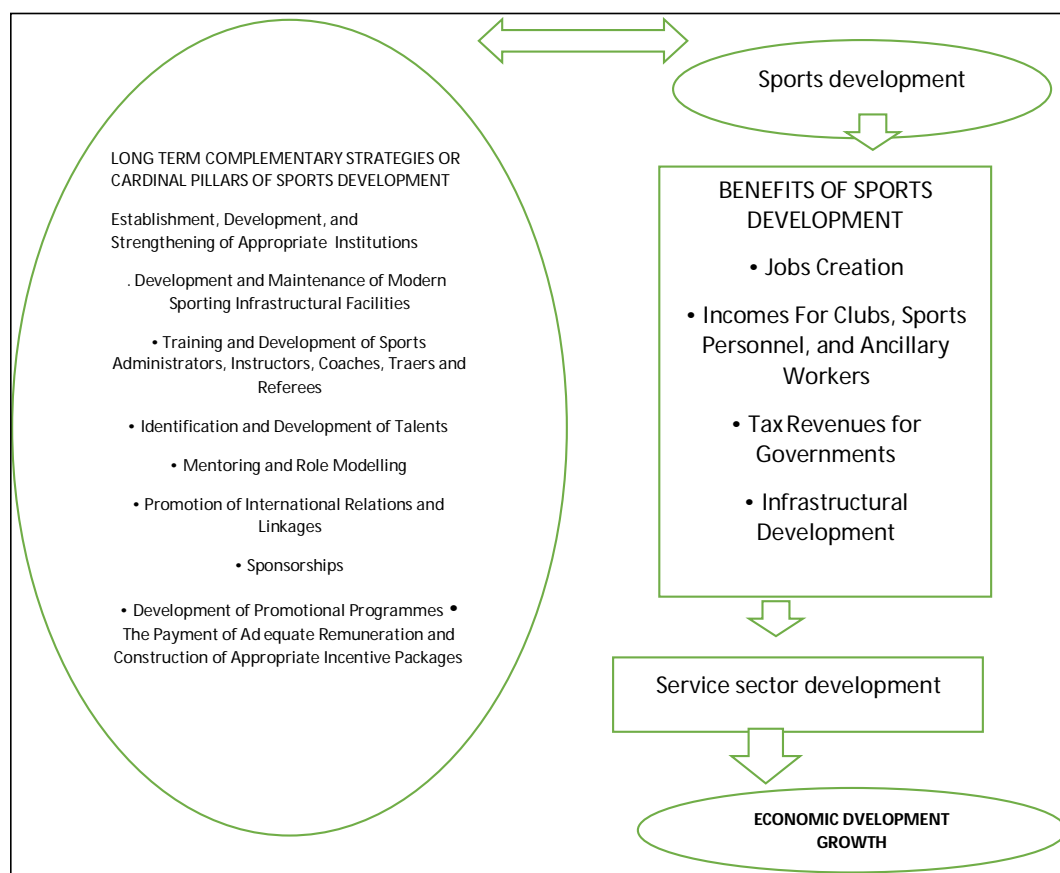 LONG TERM COMPLEMENTARY STRATEGIES OR
CARDINAL PILLARS OF SPORTS DEVELOPMENT
Establishment, Development, and
Strengthening of Appropriate Institutions
. Development and Maintenance of Modern
Sporting Infrastructural Facilities
• Training and Development of Sports
Administrators, Instructors, Coaches, Traers and
Referees
• Identification and Development of Talents
• Mentoring and Role Modelling
• Promotion of International Relations and
Linkages
• Sponsorships
• Development of Promotional Programmes •
The Payment of Adequate Remuneration and
Construction of Appropriate Incentive Packages
Sports development
BENEFITS OF SPORTS
DEVELOPMENT
• Jobs Creation
• Incomes For Clubs, Sports
Personnel, and Ancillary
Workers
• Tax Revenues for
Governments
• Infrastructural
Development
Service sector development
ECONOMIC DVELOPMENT
GROWTH